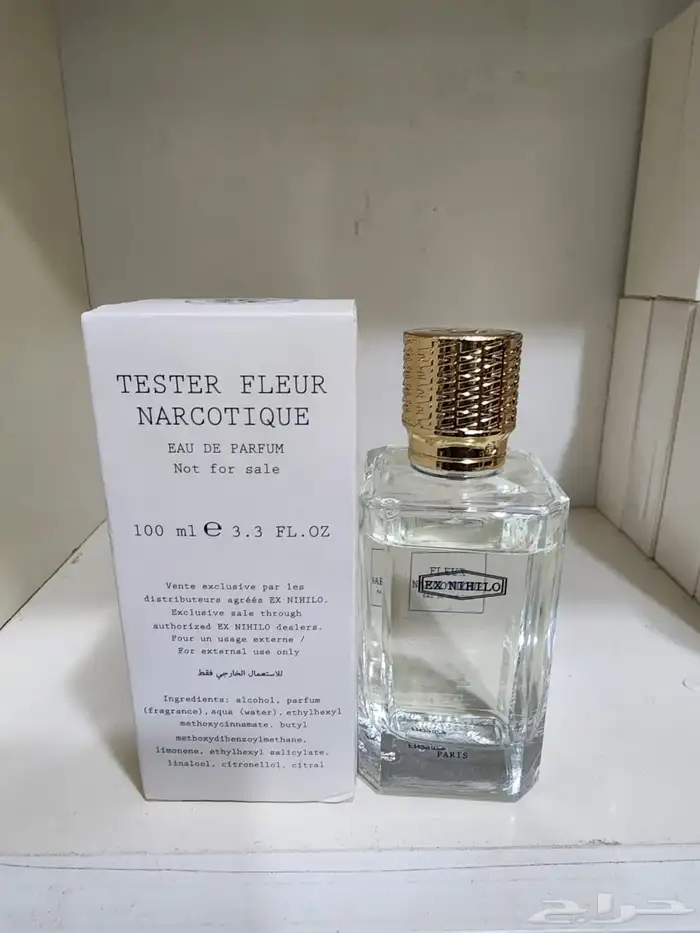 TESTER FLEUR
NARCOTIQUE
EAU DE PARFUM
Not for sale
100 ml e 3.3 FL.OZ
Vente exclusive par les
distributeurs agréés EX NIHILO.
Exclusive sale through
authorized EX NIHILO dealers.
Pour un usage externe /
For external use only
للاستعمال الخارجي فقط
Ingredients: alcohol, parfum
(fragrance), aqua (water), ethylhexyl
methoxycinnamate, butyl
methoxydibenzoylmethane,
limonene, ethylhexyl salicylate,
linalool, citronellol, citral
FLEUR
EX NIHILO
PARIS
حراج